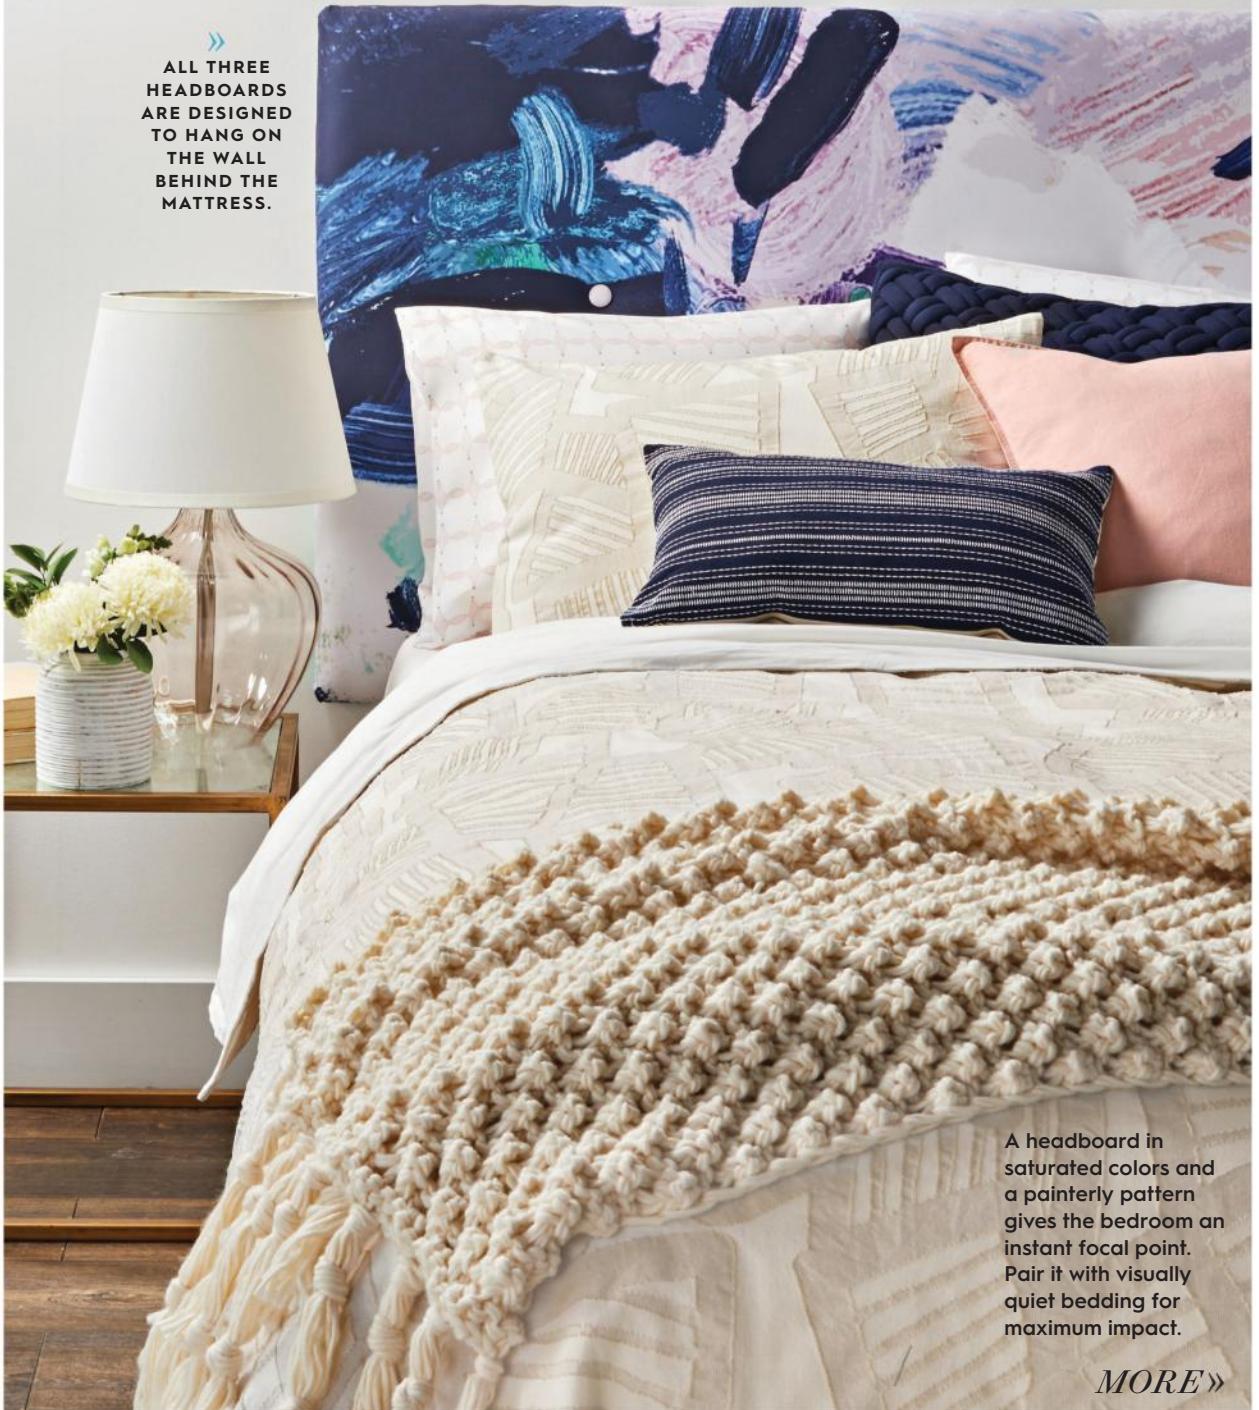 »
ALL THREE
HEADBOARDS
ARE DESIGNED
TO HANG ON
THE WALL
BEHIND THE
MATTRESS.
A headboard in
saturated colors and
a painterly pattern
gives the bedroom an
instant focal point.
Pair it with visually
quiet bedding for
maximum impact.
MORE»